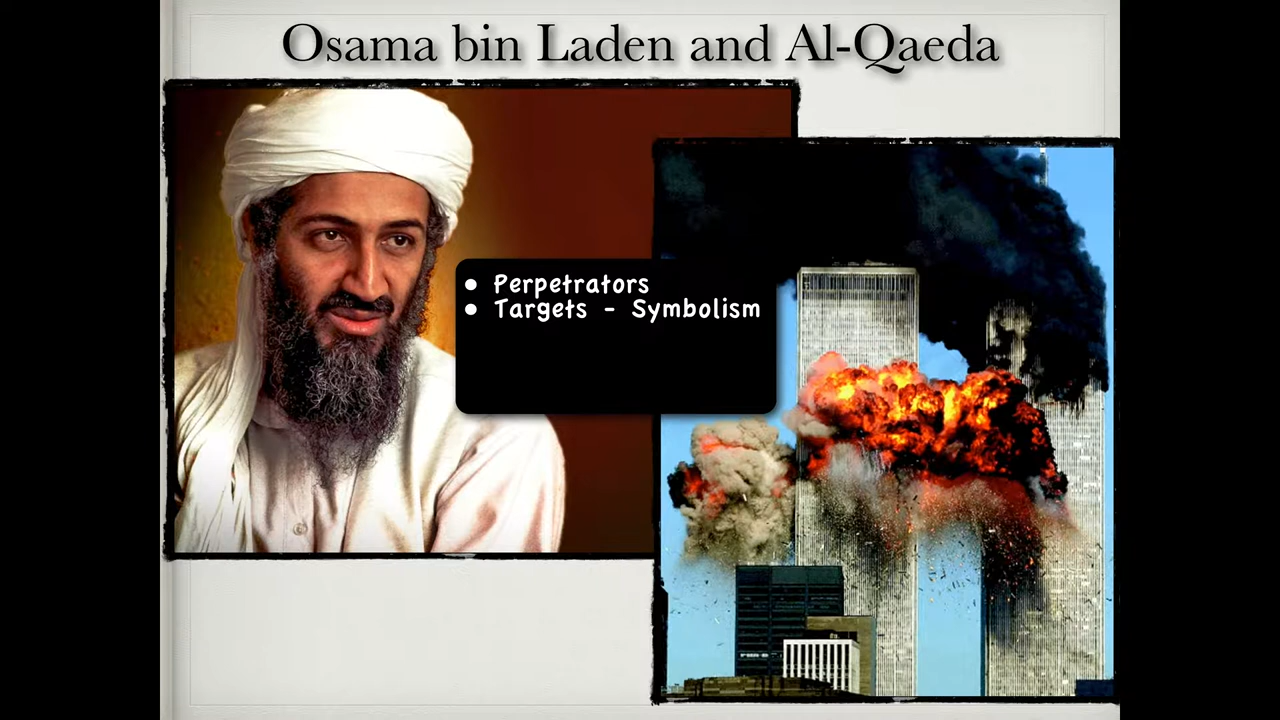 Osama bin Laden and Al-Qaeda
• Perpetrators
• Targets - Symbolism